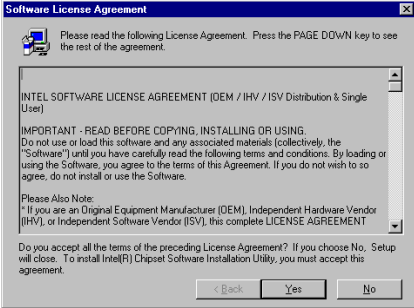 Software License Agreement
Please read the following License Agreement. Press the PAGE DOWN key to see
the rest of the agreement.
INTEL SOFTWARE LICENSE AGREEMENT (OEM / IHV / ISV Distribution & Single
User)
IMPORTANT - READ BEFORE COPYING, INSTALLING OR USING.
Do not use or load this software and any associated materials (collectively, the
"Software") until you have carefully read the following terms and conditions. By loading or
using the Software, you agree to the terms of this Agreement. If you do not wish to so
agree, do not install or use the Software.
Please Also Note:
* If you are an Original Equipment Manufacturer (OEM), Independent Hardware Vendor
(IHV), or Independent Software Vendor (ISV), this complete LICENSE AGREEMENT
Do you accept all the terms of the preceding License Agreement? If you choose No, Setup
will close. To install Intel(R) Chipset Software Installation Utility, you must accept this
agreement.
< Back Yes No